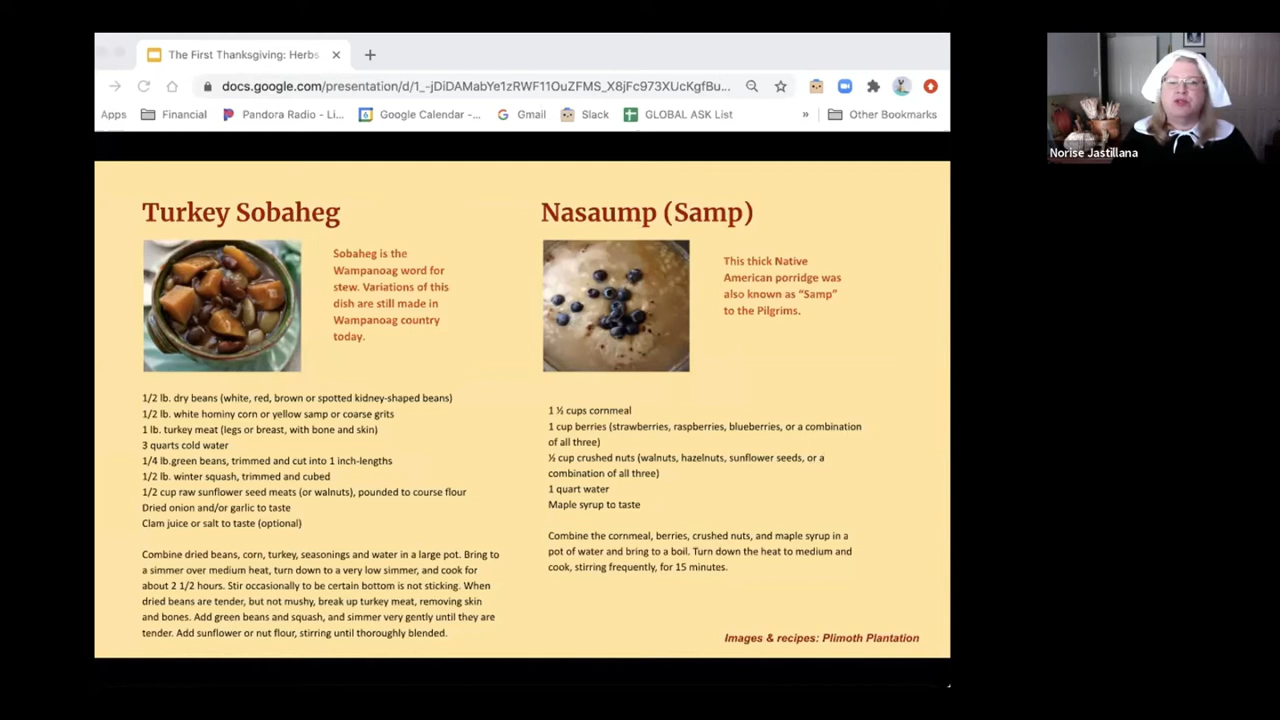 The First Thanksgiving: Herbs
docs.google.com/presentation/d/1_-jDiDAMabYe1zRWF11OuZFMS_X8jFc973XUcKgfBu...
Apps Financial Pandora Radio - Li... Google Calendar - ... Gmail Slack GLOBAL ASK List » Other Bookmarks
Norise Jastillana
Turkey Sobaheg
Sobaheg is the
Wampanoag word for
stew. Variations of this
dish are still made in
Wampanoag country
today.
1/2 lb. dry beans (white, red, brown or spotted kidney-shaped beans)
1/2 lb. white hominy corn or yellow samp or coarse grits
1 lb. turkey meat (legs or breast, with bone and skin)
3 quarts cold water
1/4 lb.green beans, trimmed and cut into 1 inch-lengths
1/2 lb. winter squash, trimmed and cubed
1/2 cup raw sunflower seed meats (or walnuts), pounded to course flour
Dried onion and/or garlic to taste
Clam juice or salt to taste (optional)
Combine dried beans, corn, turkey, seasonings and water in a large pot. Bring to
a simmer over medium heat, turn down to a very low simmer, and cook for
about 2 1/2 hours. Stir occasionally to be certain bottom is not sticking. When
dried beans are tender, but not mushy, break up turkey meat, removing skin
and bones. Add green beans and squash, and simmer very gently until they are
tender. Add sunflower or nut flour, stirring until thoroughly blended.
Nasaump (Samp)
This thick Native
American porridge was
also known as “Samp”
to the Pilgrims.
1 ½ cups cornmeal
1 cup berries (strawberries, raspberries, blueberries, or a combination
of all three)
½ cup crushed nuts (walnuts, hazelnuts, sunflower seeds, or a
combination of all three)
1 quart water
Maple syrup to taste
Combine the cornmeal, berries, crushed nuts, and maple syrup in a
pot of water and bring to a boil. Turn down the heat to medium and
cook, stirring frequently, for 15 minutes.
Images & recipes: Plimoth Plantation